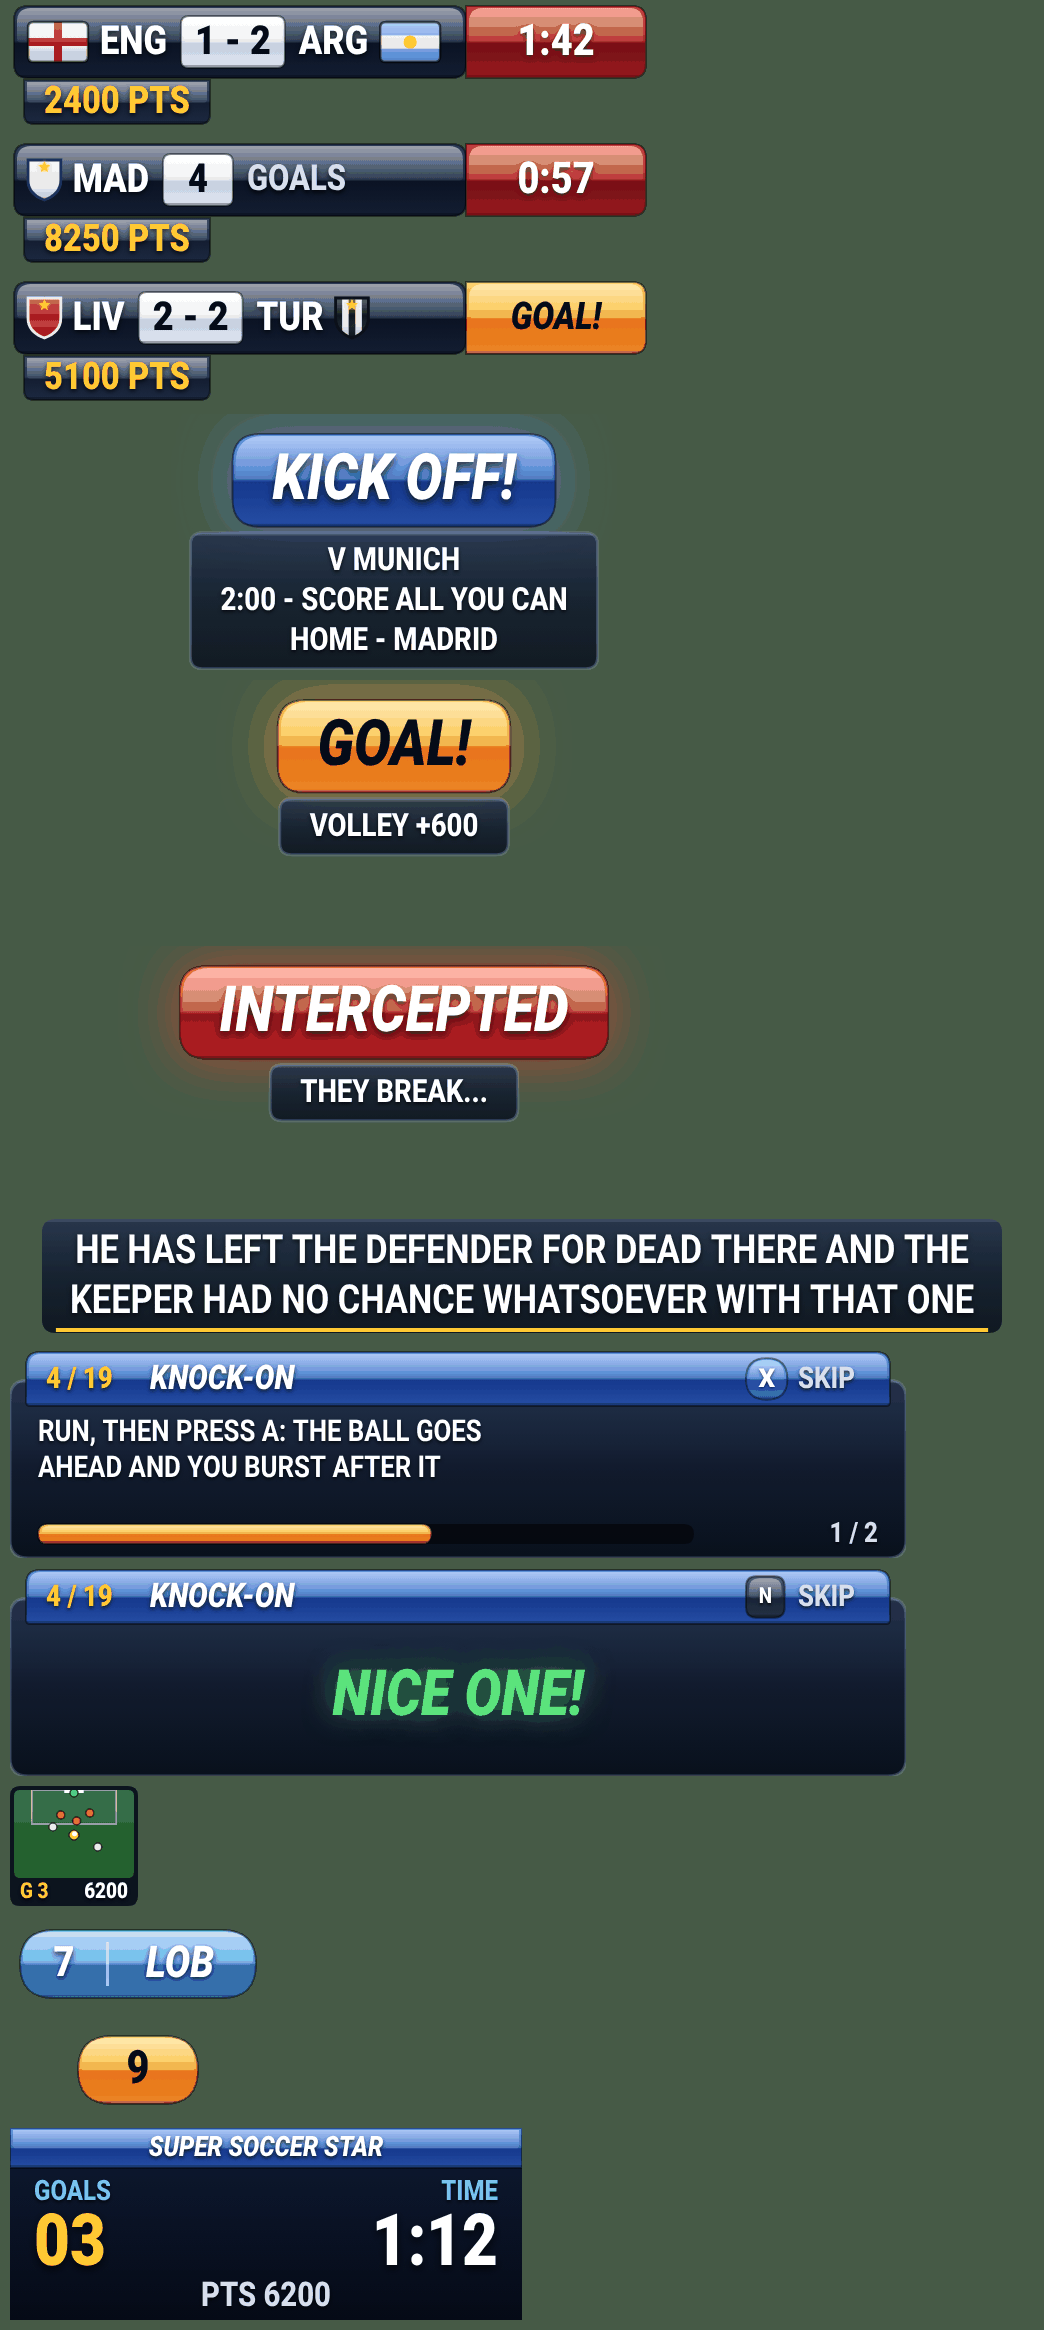 ENG 1 - 2 ARG 1:42
2400 PTS
MAD 4 GOALS 0:57
8250 PTS
LIV 2 - 2 TUR GOAL!
5100 PTS
KICK OFF!
V MUNICH
2:00 - SCORE ALL YOU CAN
HOME - MADRID
GOAL!
VOLLEY +600
INTERCEPTED
THEY BREAK...
HE HAS LEFT THE DEFENDER FOR DEAD THERE AND THE
KEEPER HAD NO CHANCE WHATSOEVER WITH THAT ONE
4 / 19 KNOCK-ON X SKIP
RUN, THEN PRESS A: THE BALL GOES
AHEAD AND YOU BURST AFTER IT
1 / 2
4 / 19 KNOCK-ON N SKIP
NICE ONE!
G 3 6200
7 LOB
9
SUPER SOCCER STAR
GOALS TIME
03 1:12
PTS 6200